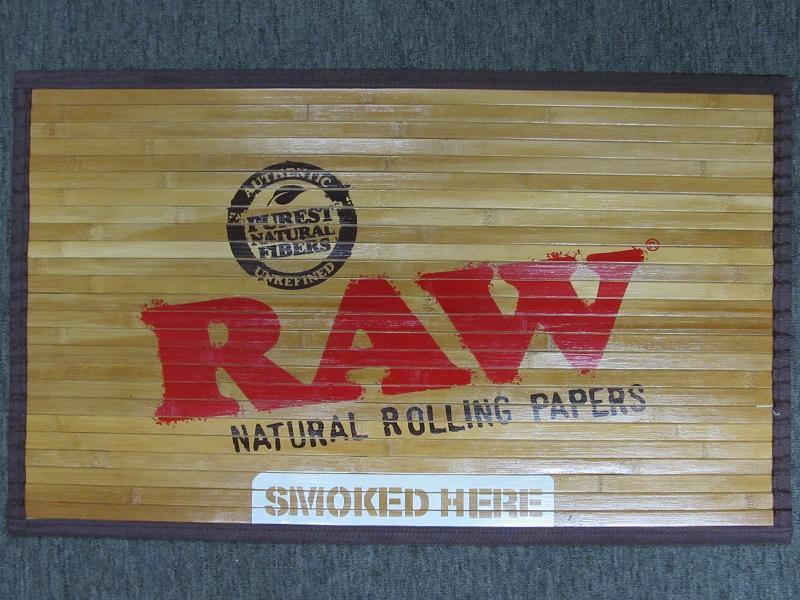 AUTHENTIC
PUREST
NATURAL
FIBERS
UNREFINED
RAW®
NATURAL ROLLING PAPERS
SMOKED HERE